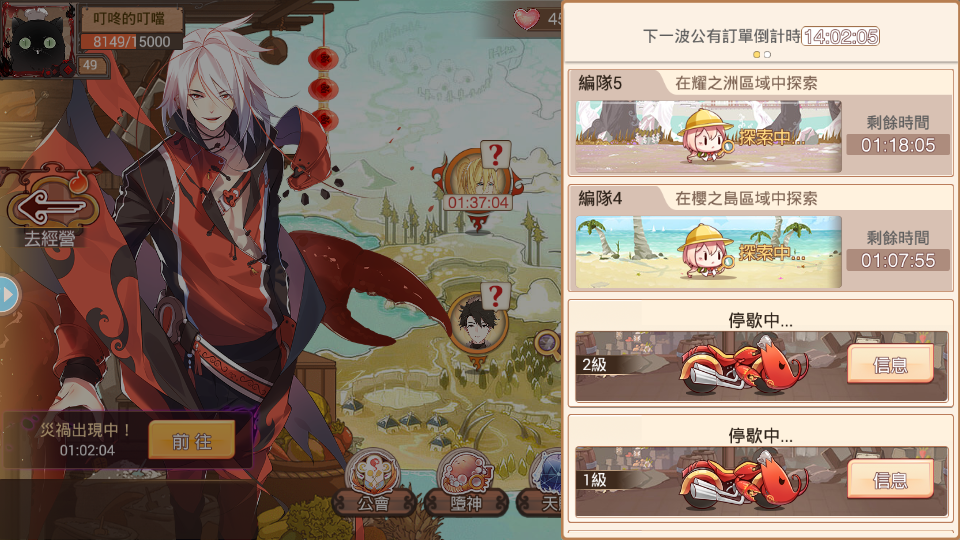 叮咚的叮噹
8149/15000
49
45
去經營
01:37:04
?
?
災禍出現中！
01:02:04
前往
公會
墮神
天
下一波公有訂單倒計時14:02:05
編隊5
在耀之洲區域中探索
探索中...
剩餘時間
01:18:05
編隊4
在櫻之島區域中探索
探索中...
剩餘時間
01:07:55
停歇中...
2級
信息
停歇中...
1級
信息